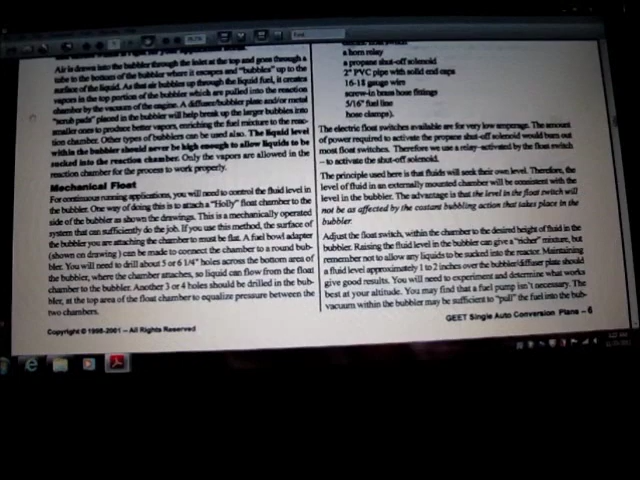 Air is drawn into the bubbler through the inlet at the top and goes through a
tube to the bottom of the bubbler where it escapes and "bubbles" up to the
surface of the liquid. As that air bubbles up through the liquid fuel, it creates
vapors in the top portion of the bubbler which are pulled into the reaction
chamber by the vacuum of the engine. A diffuser/bubbler plate and/or metal
"scrub pads" placed in the bubbler will help break up the larger bubbles into
smaller ones to produce better vapors, enriching the fuel mixture to the reac-
tion chamber. Other types of bubblers can be used also. The liquid level
within the bubbler should never be high enough to allow liquids to be
sucked into the reaction chamber. Only the vapors are allowed in the
reaction chamber for the process to work properly.
Mechanical Float
For continuous running applications, you will need to control the fluid level in
the bubbler. One way of doing this is to attach a "Holly" float chamber to the
side of the bubbler as shown the drawings. This is a mechanically operated
system that can sufficiently do the job. If you use this method, the surface of
the bubbler you are attaching the chamber to must be flat. A fuel bowl adapter
(shown on drawing ) can be made to connect the chamber to a round bub-
bler. You will need to drill about 5 or 6 1/4" holes across the bottom area of
the bubbler, where the chamber attaches, so liquid can flow from the float
chamber to the bubbler. Another 3 or 4 holes should be drilled in the bub-
bler, at the top area of the float chamber to equalize pressure between the
two chambers.
Copyright © 1998-2001 – All Rights Reserved
a horn relay
a propane shut-off solenoid
2" PVC pipe with solid end caps
16-18 gauge wire
screw-in brass hose fittings
5/16" fuel line
hose clamps).
The electric float switches available are for very low amperage. The amount
of power required to activate the propane shut-off solenoid would burn out
most float switches. Therefore we use a relay–activated by the float switch
– to activate the shut-off solenoid.
The principle used here is that fluids will seek their own level. Therefore, the
level of fluid in an externally mounted chamber will be consistent with the
level in the bubbler. The advantage is that the level in the float switch will
not be as affected by the costant bubbling action that takes place in the
bubbler.
Adjust the float switch, within the chamber to the desired height of fluid in the
bubbler. Raising the fluid level in the bubbler can give a "richer" mixture, but
remember not to allow any liquids to be sucked into the reactor. Maintaining
a fluid level approximately 1 to 2 inches over the bubbler/diffuser plate should
give good results. You will need to experiment and determine what works
best at your altitude. You may find that a fuel pump isn't necessary. The
vacuum within the bubbler may be sufficient to "pull" the fuel into the bub-
GEET Single Auto Conversion Plans – 6